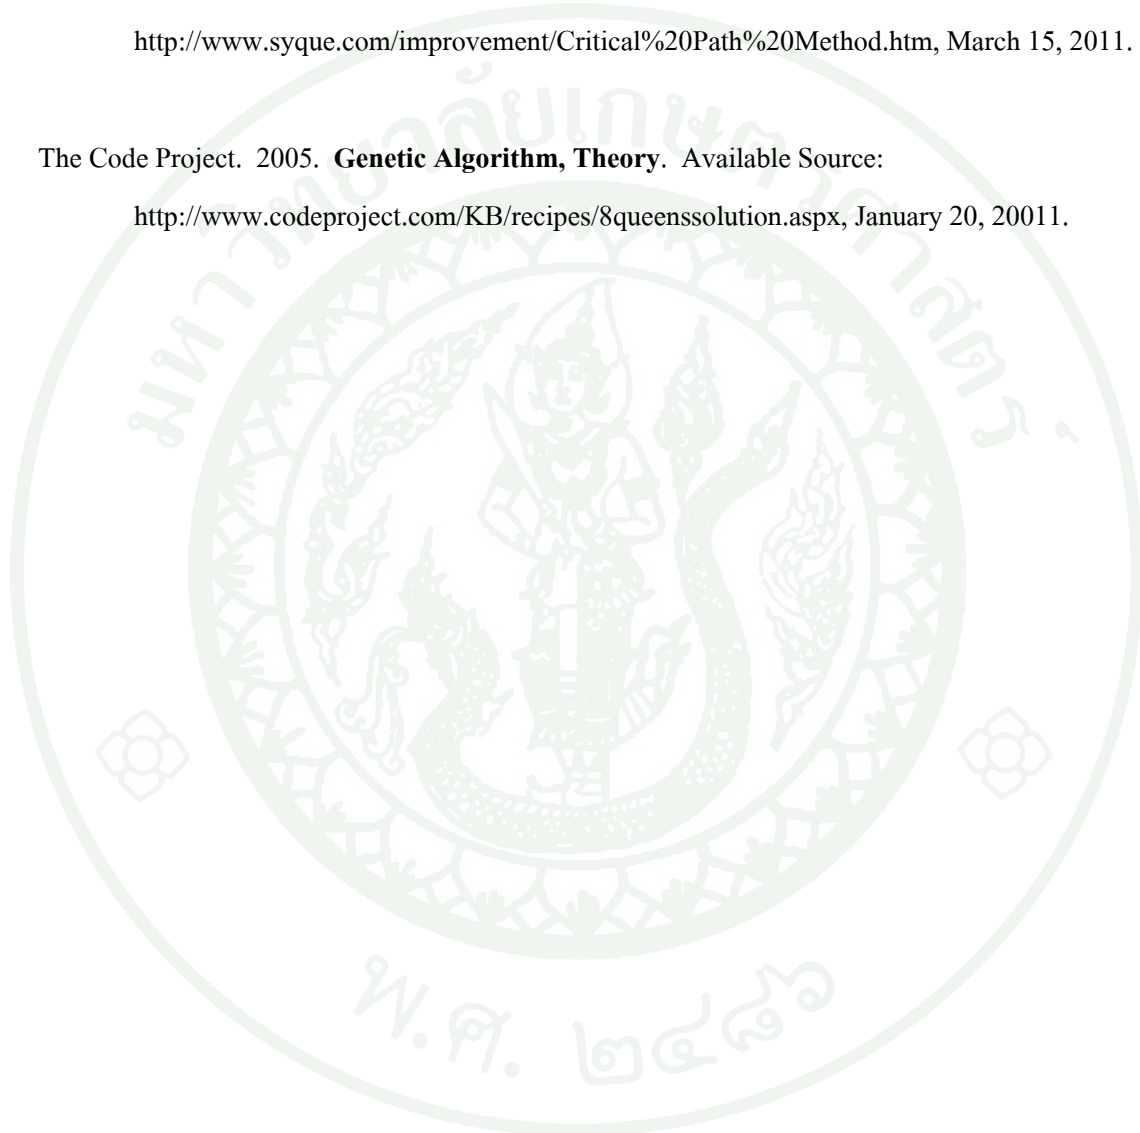 http://www.syque.com/improvement/Critical%20Path%20Method.htm, March 15, 2011.
The Code Project.  2005.  Genetic Algorithm, Theory.  Available Source:
http://www.codeproject.com/KB/recipes/8queenssolution.aspx, January 20, 20011.
มหาวิทยาลัยเกษตรศาสตร์
พ.ศ. ๒๔๘๖